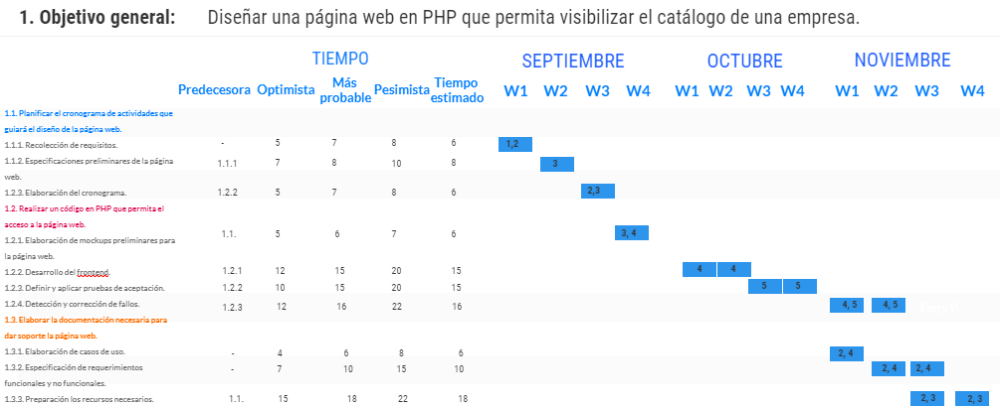 1. Objetivo general: Diseñar una página web en PHP que permita visibilizar el catálogo de una empresa.
TIEMPO SEPTIEMBRE OCTUBRE NOVIEMBRE
Predecesora Optimista Más probable Pesimista Tiempo estimado W1 W2 W3 W4 W1 W2 W3 W4 W1 W2 W3 W4
1.1. Planificar el cronograma de actividades que
guiará el diseño de la página web.
1.1.1. Recolección de requisitos. - 5 7 8 6 1,2
1.1.2. Especificaciones preliminares de la página 1.1.1 7 8 10 8 3
web.
1.2.3. Elaboración del cronograma. 1.2.2 5 7 8 6 2,3
1.2. Realizar un código en PHP que permita el
acceso a la página web.
1.2.1. Elaboración de mockups preliminares para 1.1. 5 6 7 6 3, 4
la página web.
1.2.2. Desarrollo del frontend. 1.2.1 12 15 20 15 4 4
1.2.3. Definir y aplicar pruebas de aceptación. 1.2.2 10 15 20 15 5 5
1.2.4. Detección y corrección de fallos. 1.2.3 12 16 22 16 4, 5 4, 5
1.3. Elaborar la documentación necesaria para
dar soporte la página web.
1.3.1. Elaboración de casos de uso. - 4 6 8 6 2, 4
1.3.2. Especificación de requerimientos - 7 10 15 10 2, 4 2, 4
funcionales y no funcionales.
1.3.3. Preparación los recursos necesarios. 1.1. 15 18 22 18 2, 3 2, 3